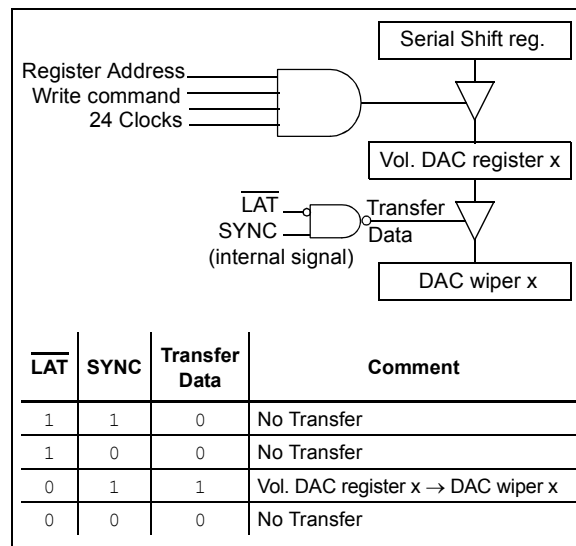 Serial Shift reg.
Register Address
Write command
24 Clocks
Vol. DAC register x
LAT
SYNC
(internal signal)
Transfer
Data
DAC wiper x
LAT SYNC Transfer Data Comment
1 1 0 No Transfer
1 0 0 No Transfer
0 1 1 Vol. DAC register x → DAC wiper x
0 0 0 No Transfer